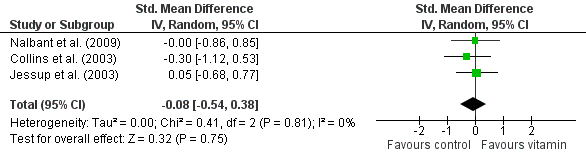 Std. Mean Difference Std. Mean Difference
Study or Subgroup IV, Random, 95% CI IV, Random, 95% CI
Nalbant et al. (2009) -0.00 [-0.86, 0.85]
Collins et al. (2003) -0.30 [-1.12, 0.53]
Jessup et al. (2003) 0.05 [-0.68, 0.77]
Total (95% CI) -0.08 [-0.54, 0.38]
Heterogeneity: Tau² = 0.00; Chi² = 0.41, df = 2 (P = 0.81); I² = 0%
Test for overall effect: Z = 0.32 (P = 0.75)
-2 -1 0 1 2
Favours control Favours vitamin